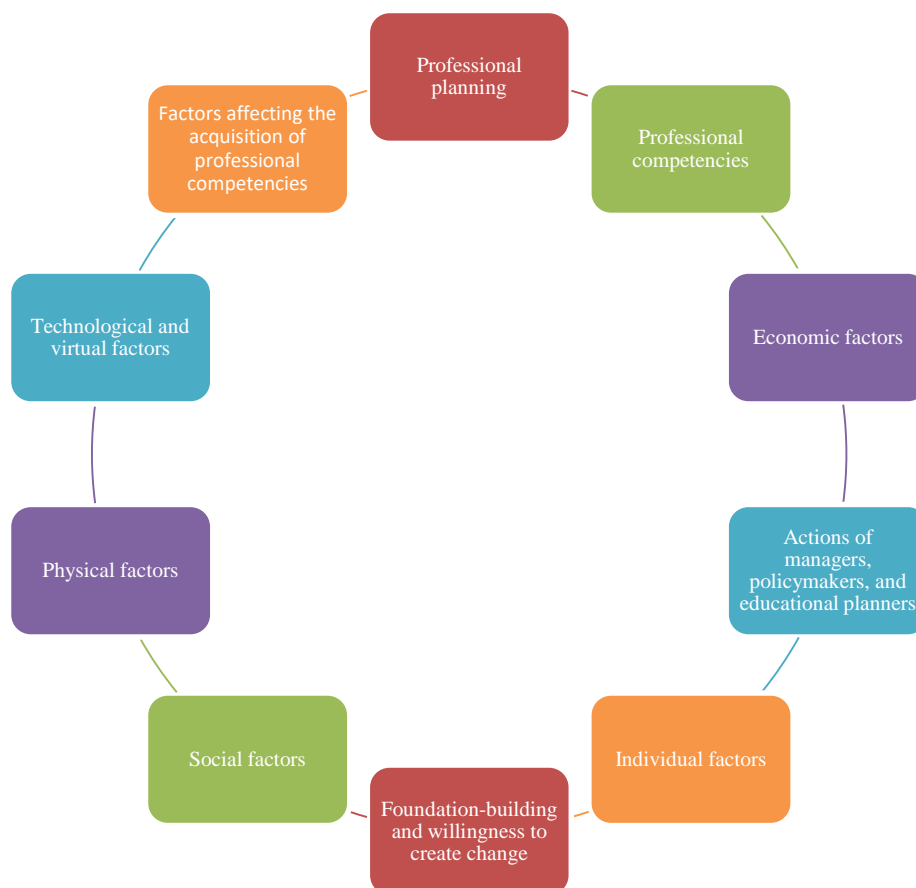 Professional
planning
Professional
competencies
Economic factors
Actions of
managers,
policymakers, and
educational planners
Individual factors
Foundation-building
and willingness to
create change
Social factors
Physical factors
Technological and
virtual factors
Factors affecting the
acquisition of
professional
competencies